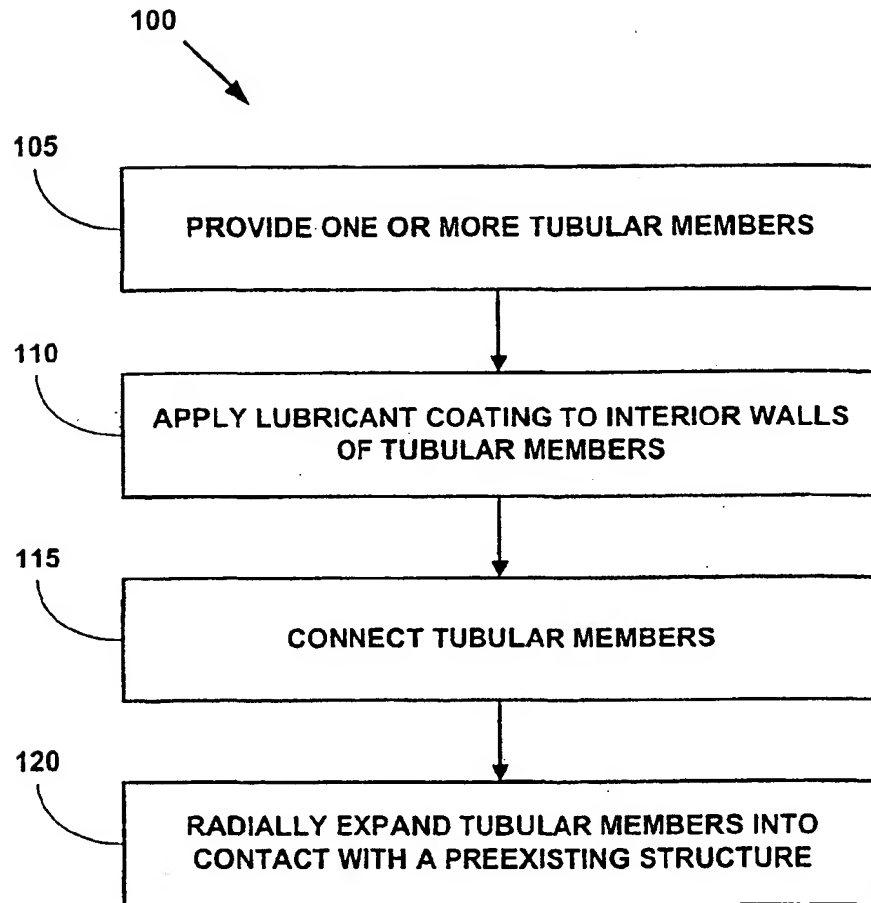 100
105
PROVIDE ONE OR MORE TUBULAR MEMBERS
110
APPLY LUBRICANT COATING TO INTERIOR WALLS
OF TUBULAR MEMBERS
115
CONNECT TUBULAR MEMBERS
120
RADIALLY EXPAND TUBULAR MEMBERS INTO
CONTACT WITH A PREEXISTING STRUCTURE